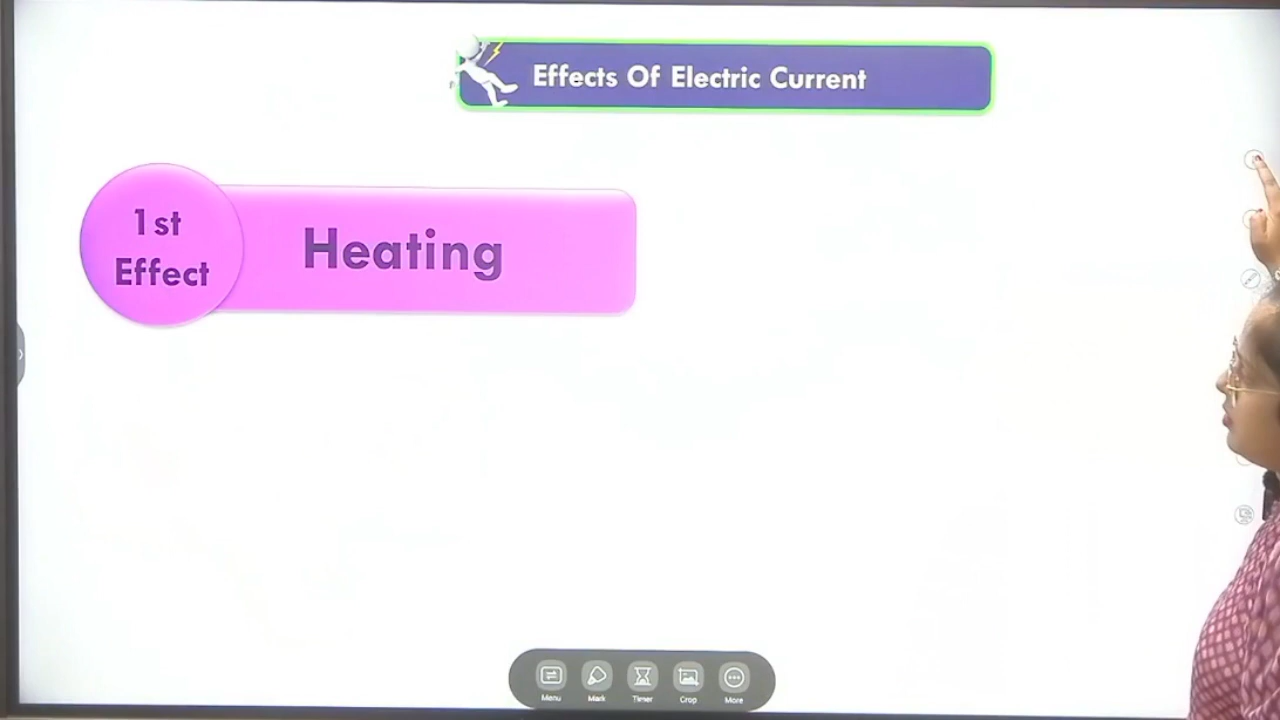 Effects Of Electric Current
1st
Effect
Heating
Menu
Mark
Timer
Crop
More